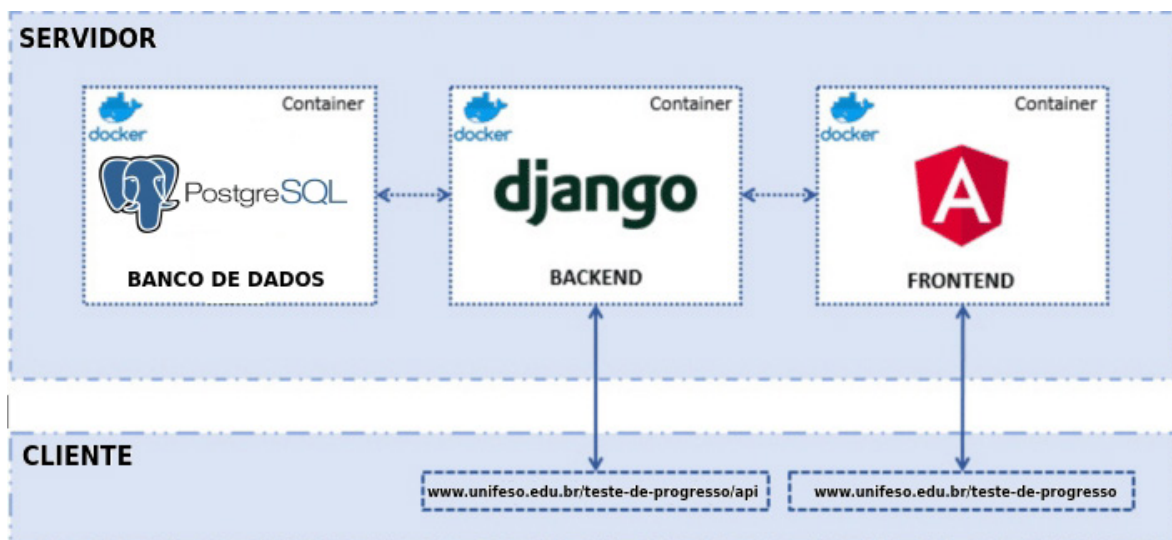 SERVIDOR
docker
Container
PostgreSQL
BANCO DE DADOS
docker
Container
django
BACKEND
docker
Container
A
FRONTEND
CLIENTE
www.unifeso.edu.br/teste-de-progresso/api
www.unifeso.edu.br/teste-de-progresso